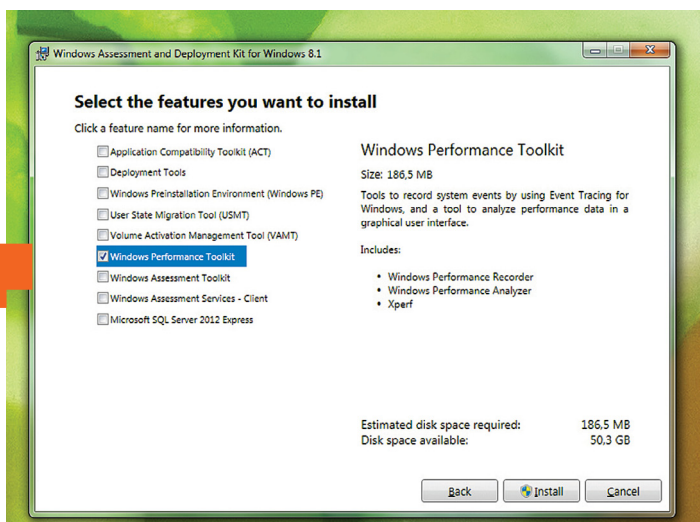 Windows Assessment and Deployment Kit for Windows 8.1
Select the features you want to install
Click a feature name for more information.
Application Compatibility Toolkit (ACT)
Deployment Tools
Windows Preinstallation Environment (Windows PE)
User State Migration Tool (USMT)
Volume Activation Management Tool (VAMT)
Windows Performance Toolkit
Windows Assessment Toolkit
Windows Assessment Services - Client
Microsoft SQL Server 2012 Express
Windows Performance Toolkit
Size: 186,5 MB
Tools to record system events by using Event Tracing for
Windows, and a tool to analyze performance data in a
graphical user interface.
Includes:
• Windows Performance Recorder
• Windows Performance Analyzer
• Xperf
Estimated disk space required: 186,5 MB
Disk space available: 50,3 GB
Back Install Cancel